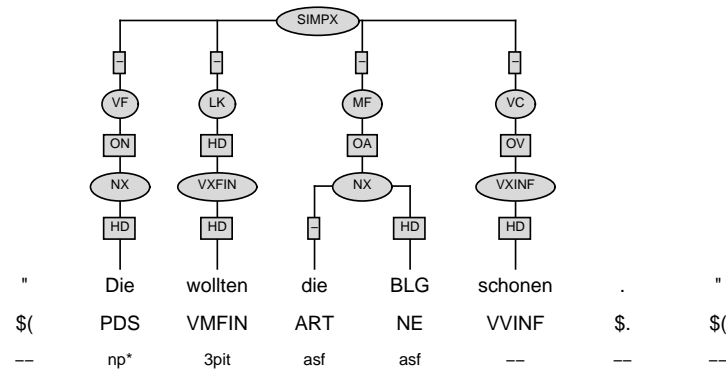 SIMPX
– – – –
VF LK MF VC
ON HD OA OV
NX VXFIN NX VXINF
HD HD – HD HD
" Die wollten die BLG schonen . "
$( PDS VMFIN ART NE VVINF $. $(
–– np* 3pit asf asf –– –– ––